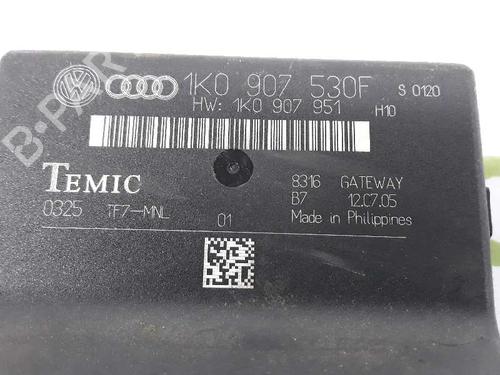 1K0 907 530F S 0120
HW: 1K0 907 951 H10
TEMIC
8316 GATEWAY
0325 TF7-MNL
B7 12.07.05
01
Made in Philippines
B-PARTS